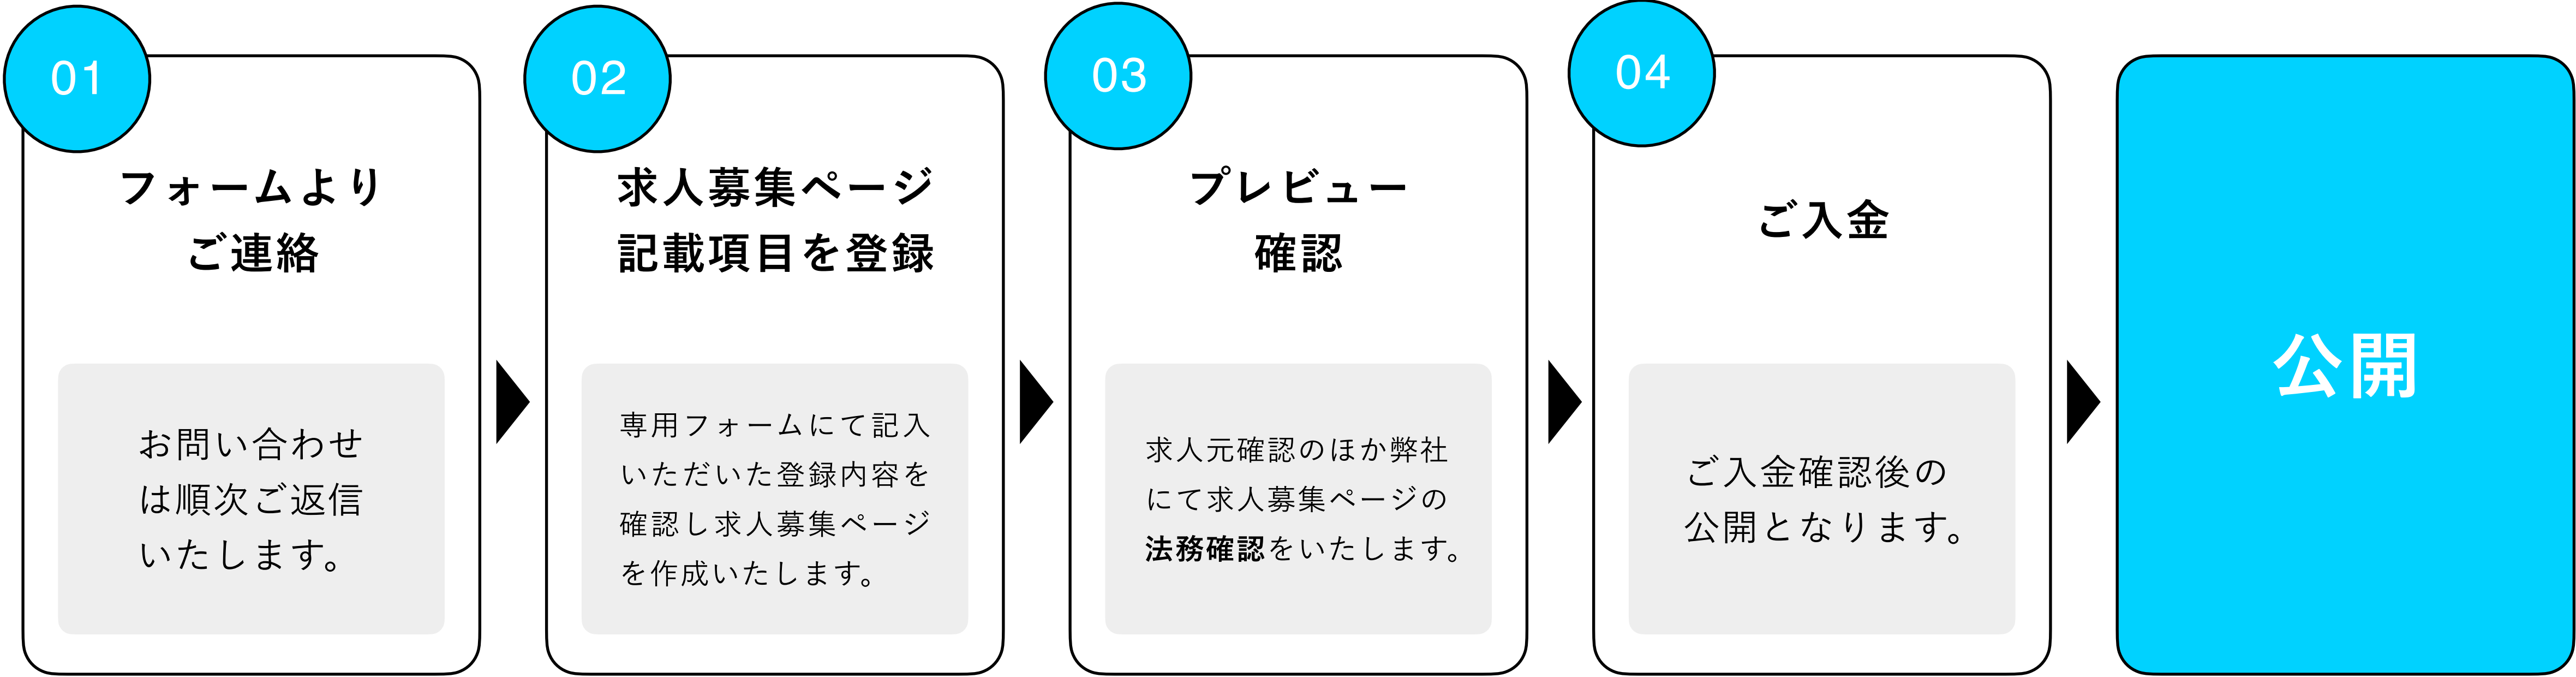 01
フォームより
ご連絡
お問い合わせ
は順次ご返信
いたします。
02
求人募集ページ
記載項目を登録
専用フォームにて記入
いただいた登録内容を
確認し求人募集ページ
を作成いたします。
03
プレビュー
確認
求人元確認のほか弊社
にて求人募集ページの
法務確認をいたします。
04
ご入金
ご入金確認後の
公開となります。
公開